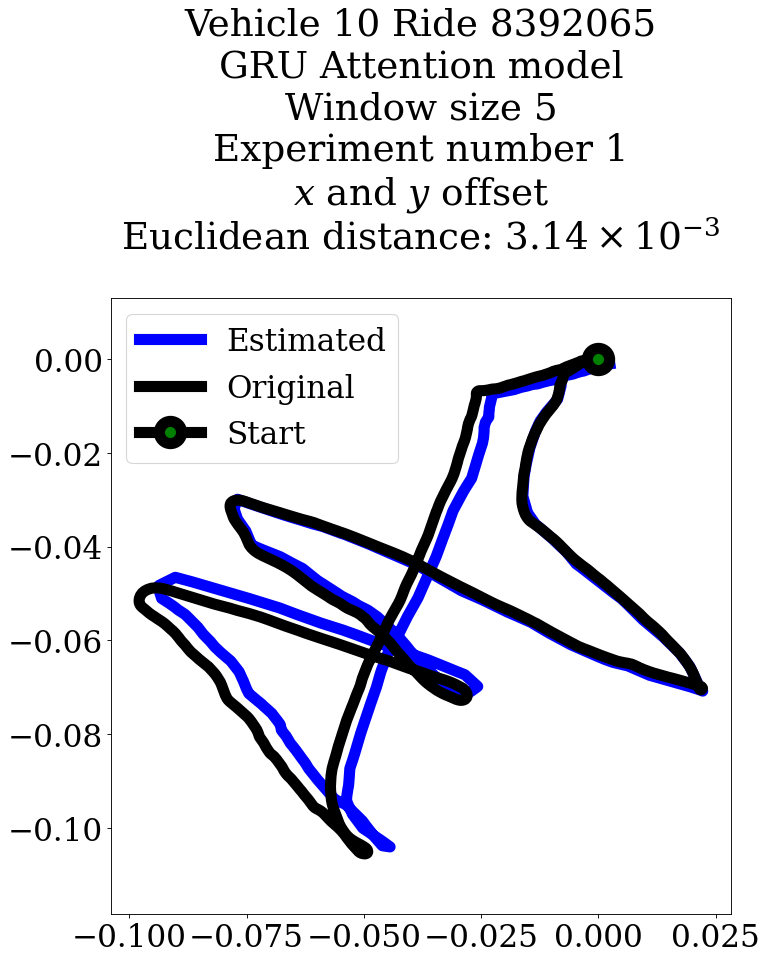 Vehicle 10 Ride 8392065
GRU Attention model
Window size 5
Experiment number 1
x and y offset
Euclidean distance: 3.14 × 10⁻³
Estimated
Original
Start
0.00
−0.02
−0.04
−0.06
−0.08
−0.10
−0.100 −0.075 −0.050 −0.025 0.000 0.025